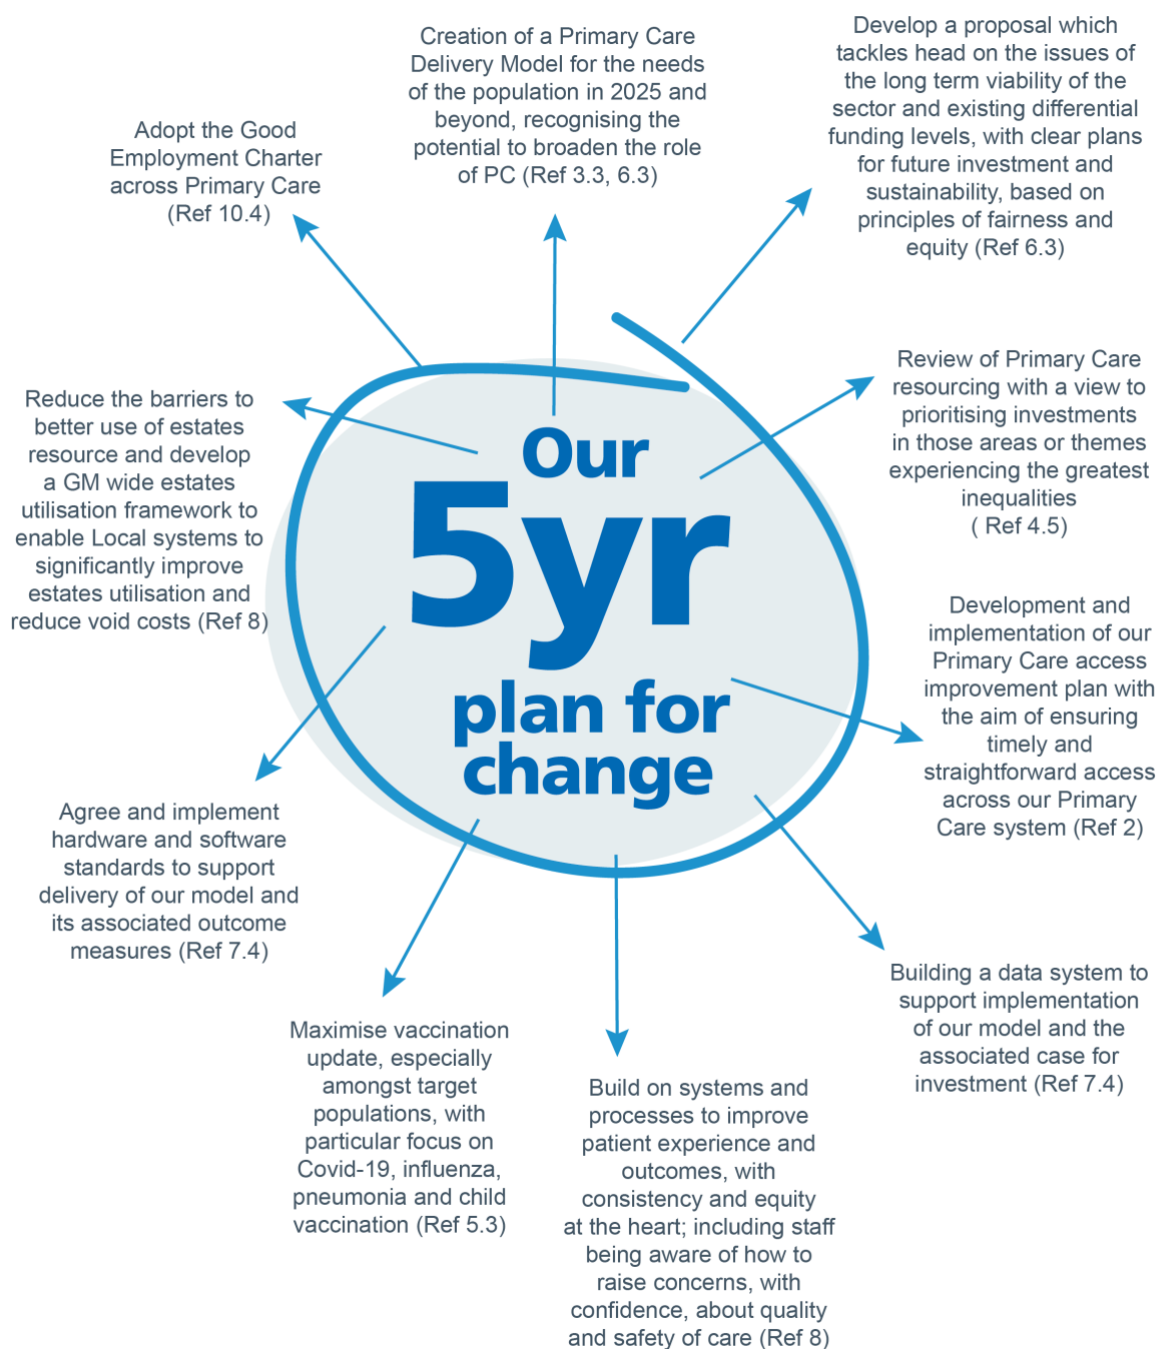 Creation of a Primary Care
Delivery Model for the needs
of the population in 2025 and
beyond, recognising the
potential to broaden the role
of PC (Ref 3.3, 6.3)
Develop a proposal which
tackles head on the issues of
the long term viability of the
sector and existing differential
funding levels, with clear plans
for future investment and
sustainability, based on
principles of fairness and
equity (Ref 6.3)
Adopt the Good
Employment Charter
across Primary Care
(Ref 10.4)
Review of Primary Care
resourcing with a view to
prioritising investments
in those areas or themes
experiencing the greatest
inequalities
( Ref 4.5)
Reduce the barriers to
better use of estates
resource and develop
a GM wide estates
utilisation framework to
enable Local systems to
significantly improve
estates utilisation and
reduce void costs (Ref 8)
Our
5yr
plan for
change
Development and
implementation of our
Primary Care access
improvement plan with
the aim of ensuring
timely and
straightforward access
across our Primary
Care system (Ref 2)
Agree and implement
hardware and software
standards to support
delivery of our model and
its associated outcome
measures (Ref 7.4)
Building a data system to
support implementation
of our model and the
associated case for
investment (Ref 7.4)
Maximise vaccination
update, especially
amongst target
populations, with
particular focus on
Covid-19, influenza,
pneumonia and child
vaccination (Ref 5.3)
Build on systems and
processes to improve
patient experience and
outcomes, with
consistency and equity
at the heart; including staff
being aware of how to
raise concerns, with
confidence, about quality
and safety of care (Ref 8)